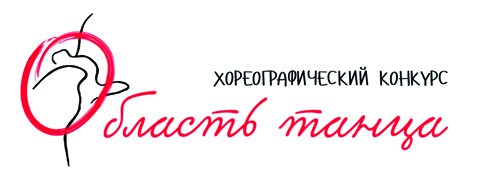 ХОРЕОГРАФИЧЕСКИЙ КОНКУРС
Область танца